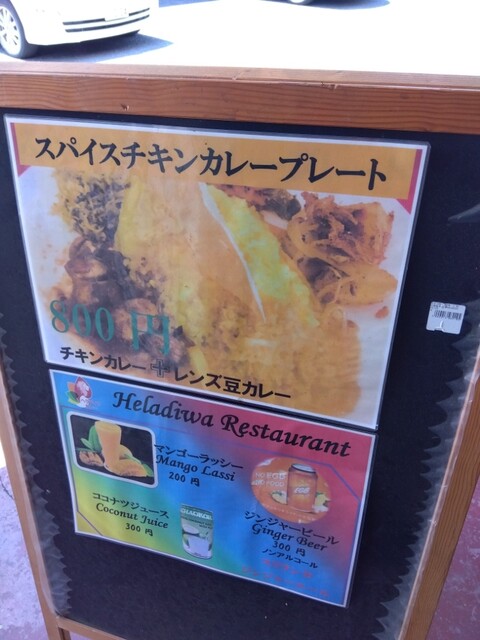 スパイスチキンカレープレート
800 円
チキンカレー＋レンズ豆カレー
Heladiwa Restaurant
マンゴーラッシー
Mango Lassi
200 円
ココナツジュース
Coconut Juice
300 円
ジンジャービール
Ginger Beer
300 円
ノンアルコール